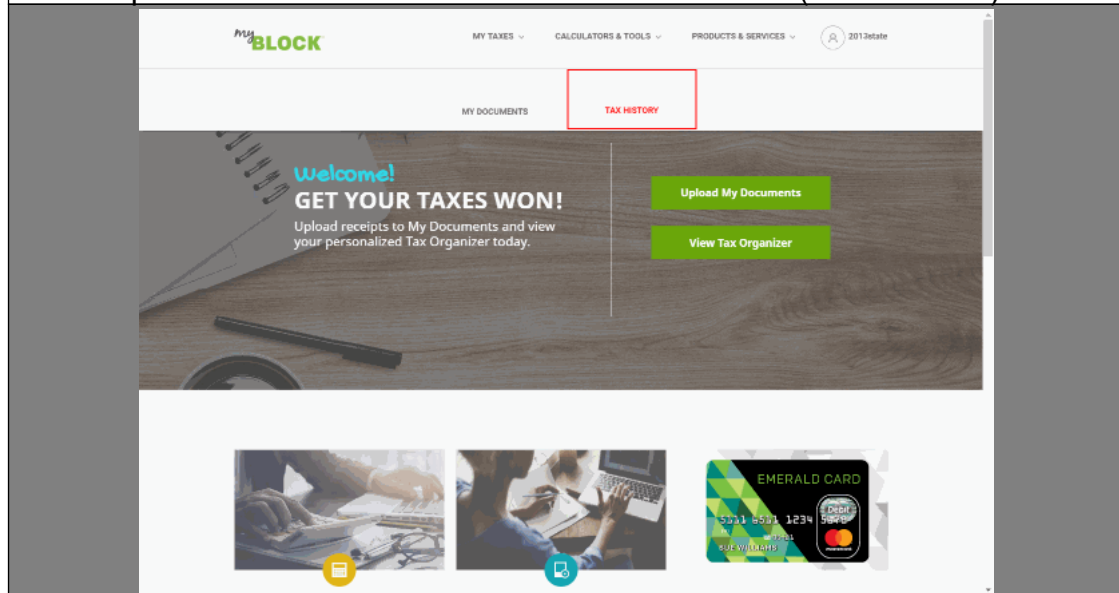 my BLOCK
MY TAXES
CALCULATORS & TOOLS
PRODUCTS & SERVICES
2013state
MY DOCUMENTS
TAX HISTORY
Welcome!
GET YOUR TAXES WON!
Upload receipts to My Documents and view
your personalized Tax Organizer today.
Upload My Documents
View Tax Organizer
EMERALD CARD
Debit
SUE WILLIAMS